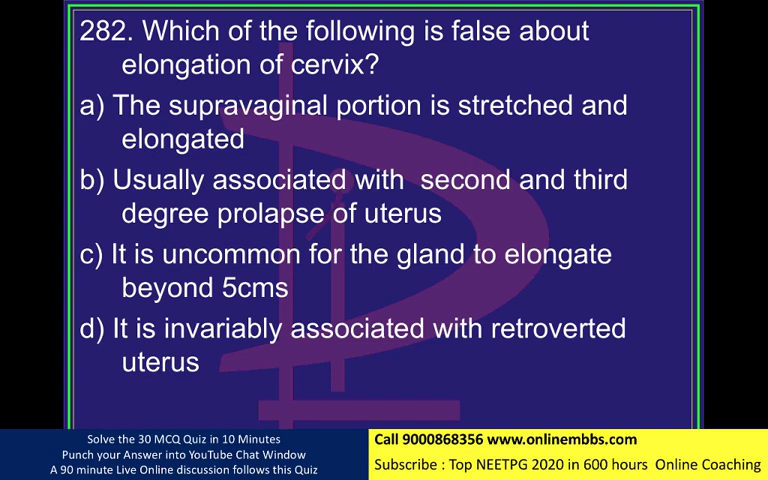 282. Which of the following is false about
elongation of cervix?
a) The supravaginal portion is stretched and
elongated
b) Usually associated with second and third
degree prolapse of uterus
c) It is uncommon for the gland to elongate
beyond 5cms
d) It is invariably associated with retroverted
uterus
Solve the 30 MCQ Quiz in 10 Minutes
Punch your Answer into YouTube Chat Window
A 90 minute Live Online discussion follows this Quiz
Call 9000868356 www.onlinembbs.com
Subscribe : Top NEETPG 2020 in 600 hours Online Coaching